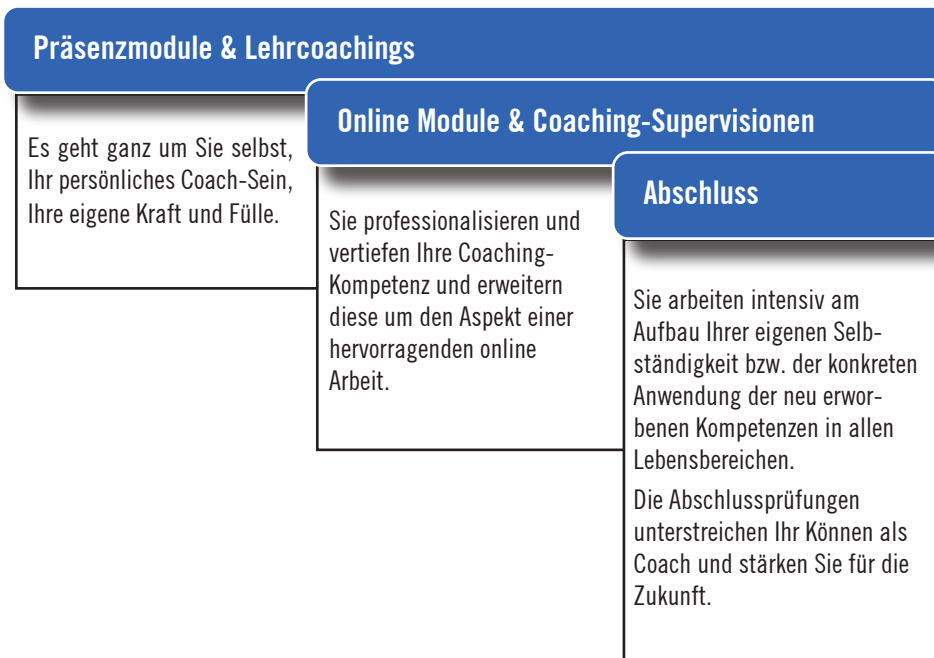 Präsenzmodule & Lehrcoachings
Es geht ganz um Sie selbst,
Ihr persönliches Coach-Sein,
Ihre eigene Kraft und Fülle.
Online Module & Coaching-Supervisionen
Sie professionalisieren und
vertiefen Ihre Coaching-
Kompetenz und erweitern
diese um den Aspekt einer
hervorragenden online
Arbeit.
Abschluss
Sie arbeiten intensiv am
Aufbau Ihrer eigenen Selb-
ständigkeit bzw. der konkreten
Anwendung der neu erwor-
benen Kompetenzen in allen
Lebensbereichen.
Die Abschlussprüfungen
unterstreichen Ihr Können als
Coach und stärken Sie für die
Zukunft.